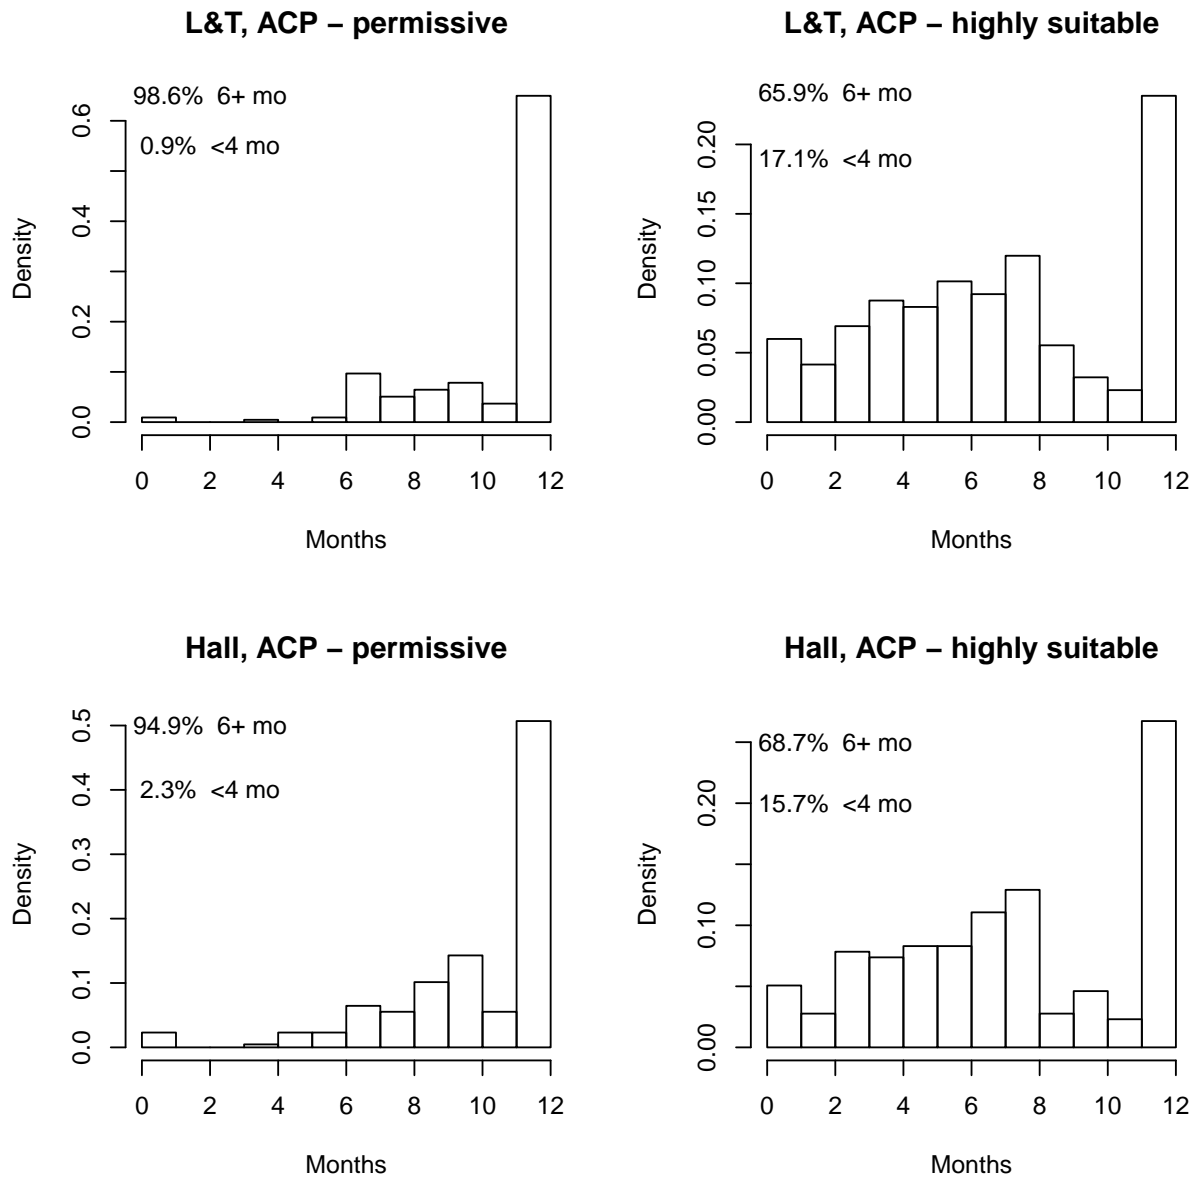 L&T, ACP – permissive
98.6%  6+ mo
0.9%  <4 mo
Density
0.0
0.2
0.4
0.6
0 2 4 6 8 10 12
Months
L&T, ACP – highly suitable
65.9%  6+ mo
17.1%  <4 mo
Density
0.00
0.05
0.10
0.15
0.20
0 2 4 6 8 10 12
Months
Hall, ACP – permissive
94.9%  6+ mo
2.3%  <4 mo
Density
0.0
0.1
0.2
0.3
0.4
0.5
0 2 4 6 8 10 12
Months
Hall, ACP – highly suitable
68.7%  6+ mo
15.7%  <4 mo
Density
0.00
0.10
0.20
0 2 4 6 8 10 12
Months